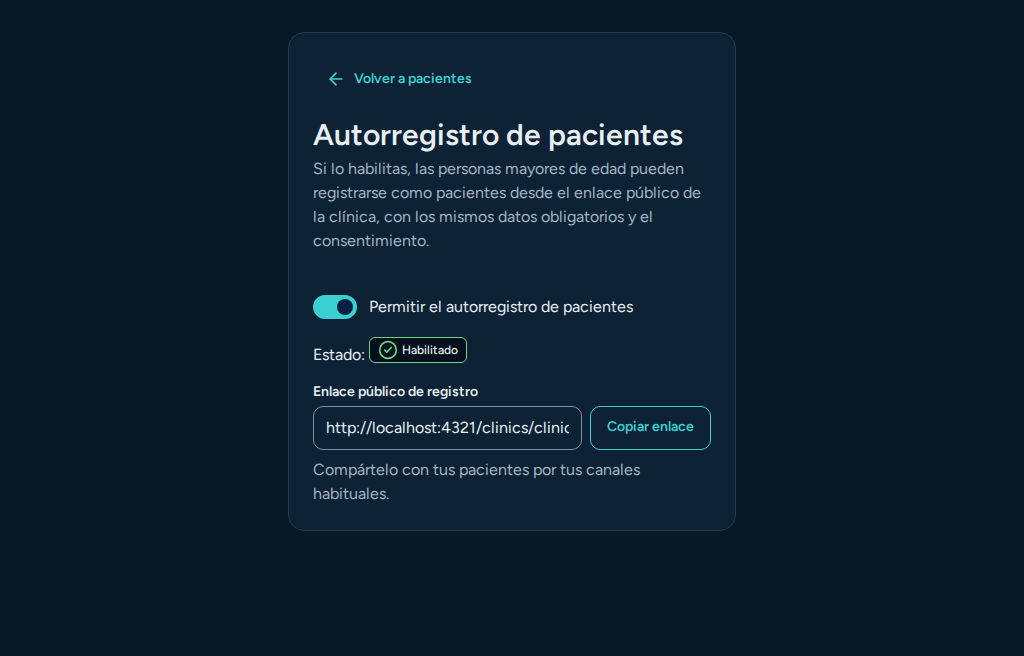 Volver a pacientes
Autorregistro de pacientes
Si lo habilitas, las personas mayores de edad pueden
registrarse como pacientes desde el enlace público de
la clínica, con los mismos datos obligatorios y el
consentimiento.
Permitir el autorregistro de pacientes
Estado: Habilitado
Enlace público de registro
http://localhost:4321/clinics/clinic
Copiar enlace
Compártelo con tus pacientes por tus canales
habituales.